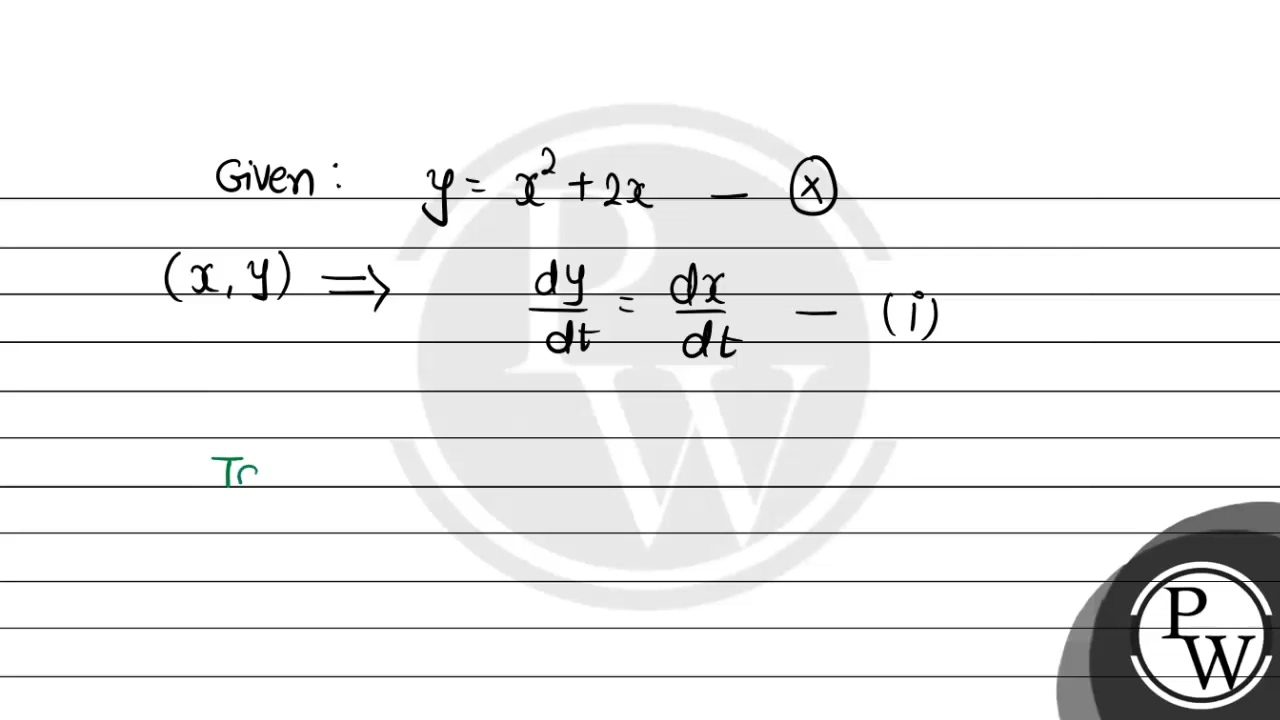 Given: y = x² + 2x — ⓧ
(x, y) ⟹ dy/dt = dx/dt — (i)
P
W
P
W